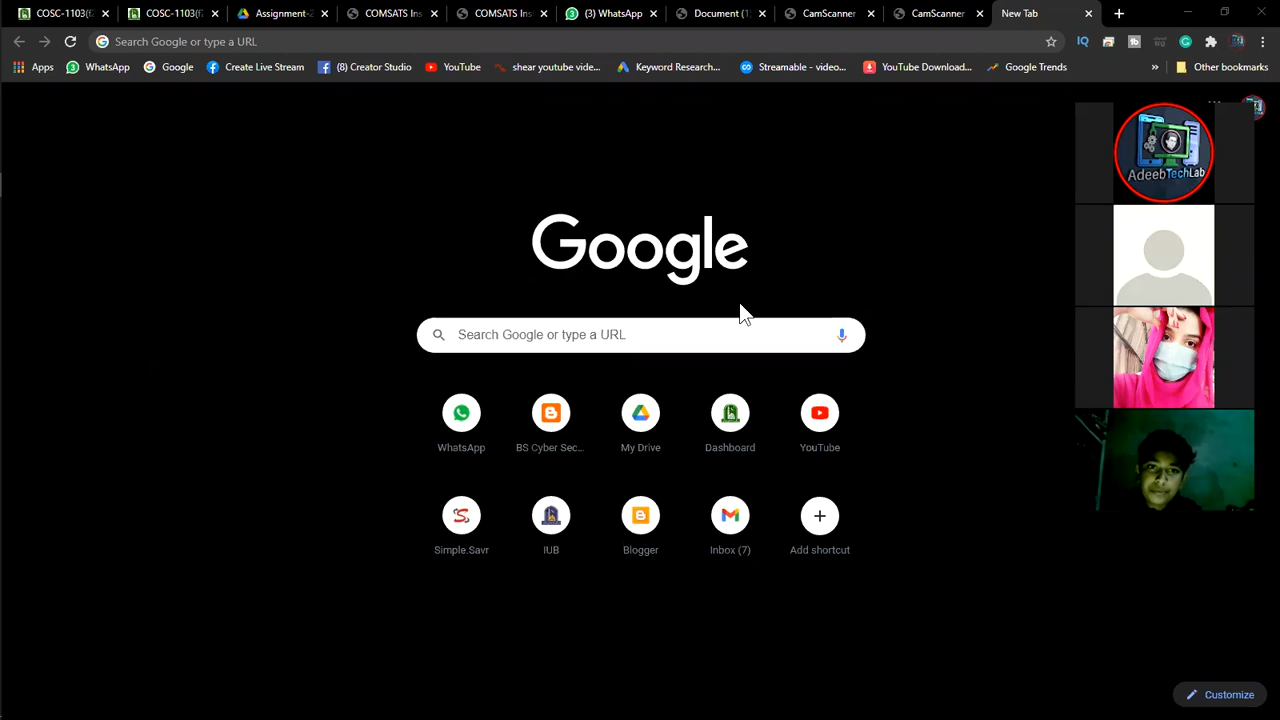 COSC-1103(f
COSC-1103(f
Assignment-2
COMSATS Ins
COMSATS Ins
(3) WhatsApp
Document (1
CamScanner
CamScanner
New Tab
Search Google or type a URL
Apps
WhatsApp
Google
Create Live Stream
(8) Creator Studio
YouTube
shear youtube vide...
Keyword Research...
Streamable - video...
YouTube Download...
Google Trends
Other bookmarks
AdeebTechLab
Google
Search Google or type a URL
WhatsApp
BS Cyber Sec...
My Drive
Dashboard
YouTube
Simple.Savr
IUB
Blogger
Inbox (7)
Add shortcut
Customize